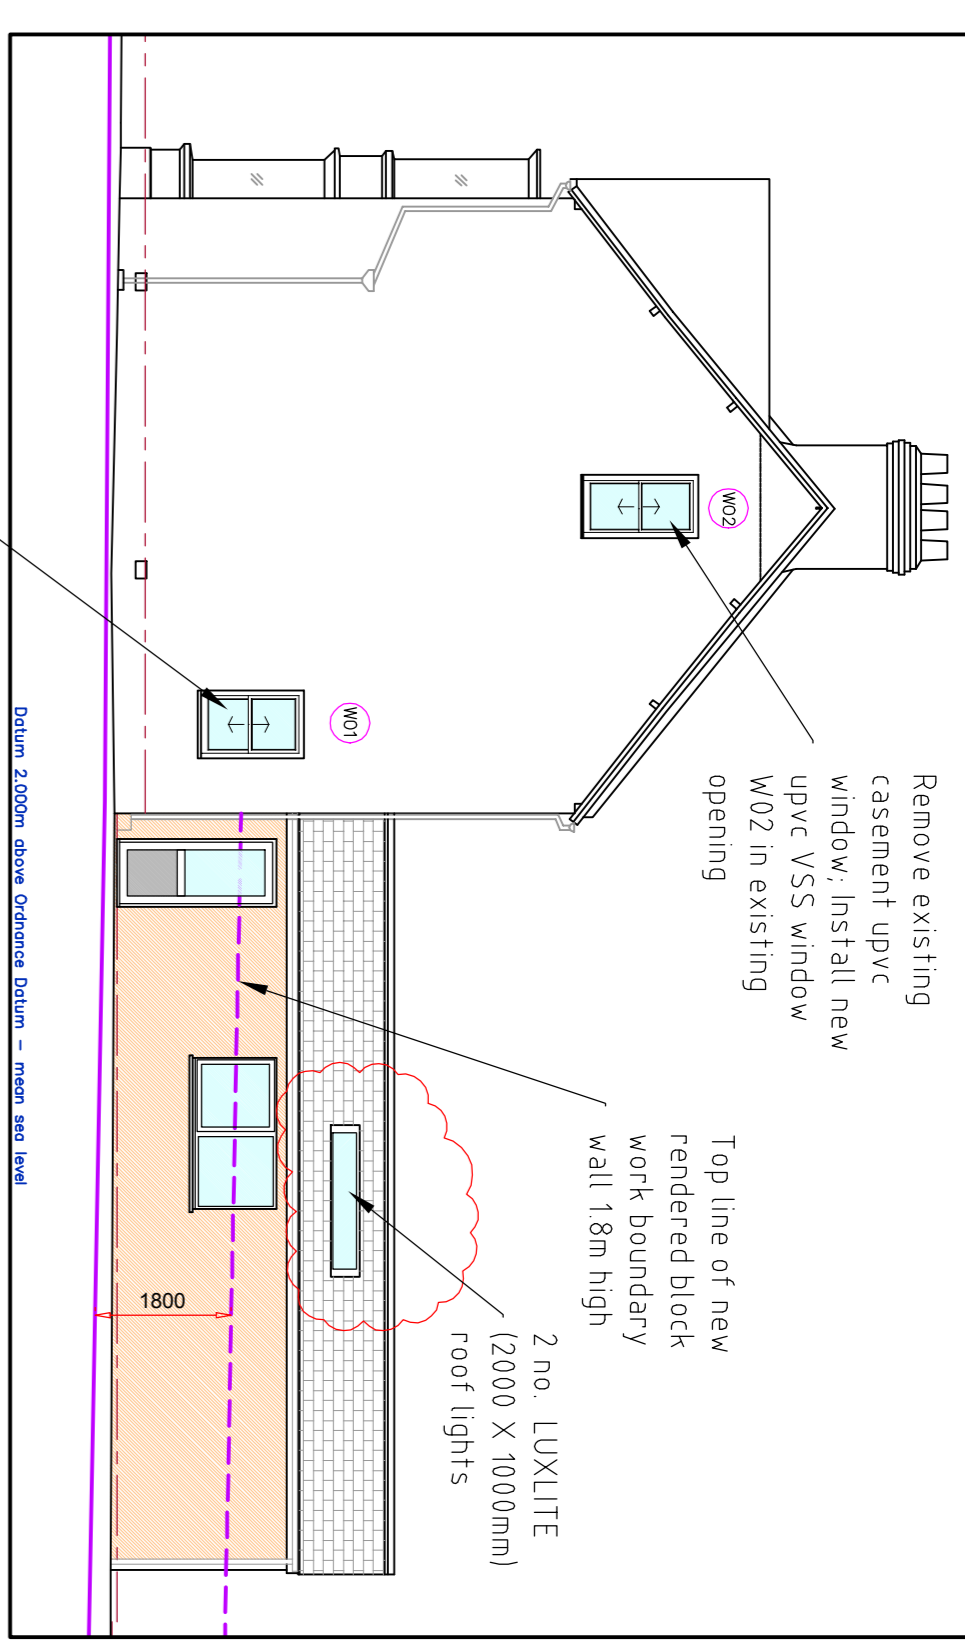 Remove existing
casement upvc
window; Install new
upvc VSS window
W02 in existing
opening
W02
Top line of new
rendered block
work boundary
wall 1.8m high
W01
2 no. LUXLITE
(2000 X 1000mm)
roof lights
1800
Datum 2.000m above Ordnance Datum - mean sea level